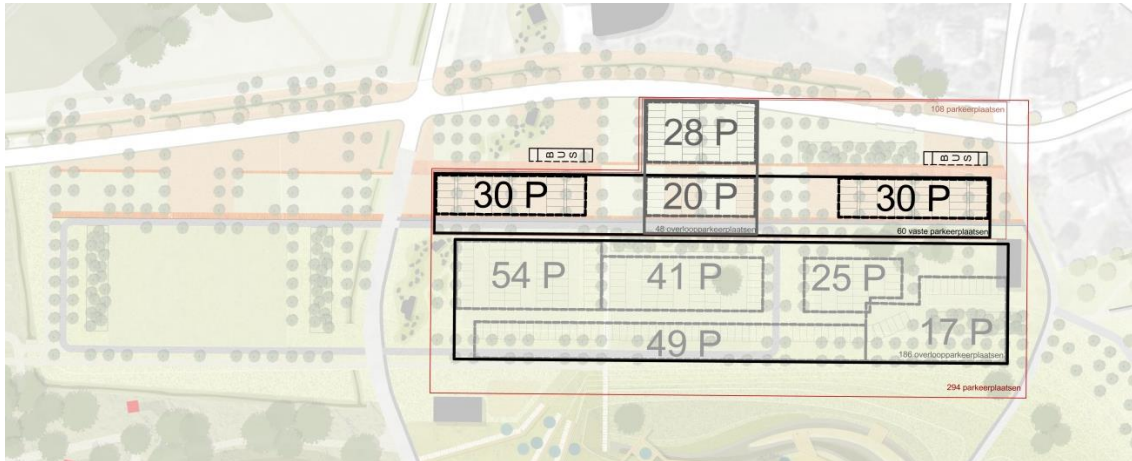 108 parkeerplaatsen
28 P
BUS
BUS
30 P
20 P
30 P
48 overloopparkeerplaatsen
60 vaste parkeerplaatsen
54 P
41 P
25 P
49 P
17 P
186 overloopparkeerplaatsen
294 parkeerplaatsen